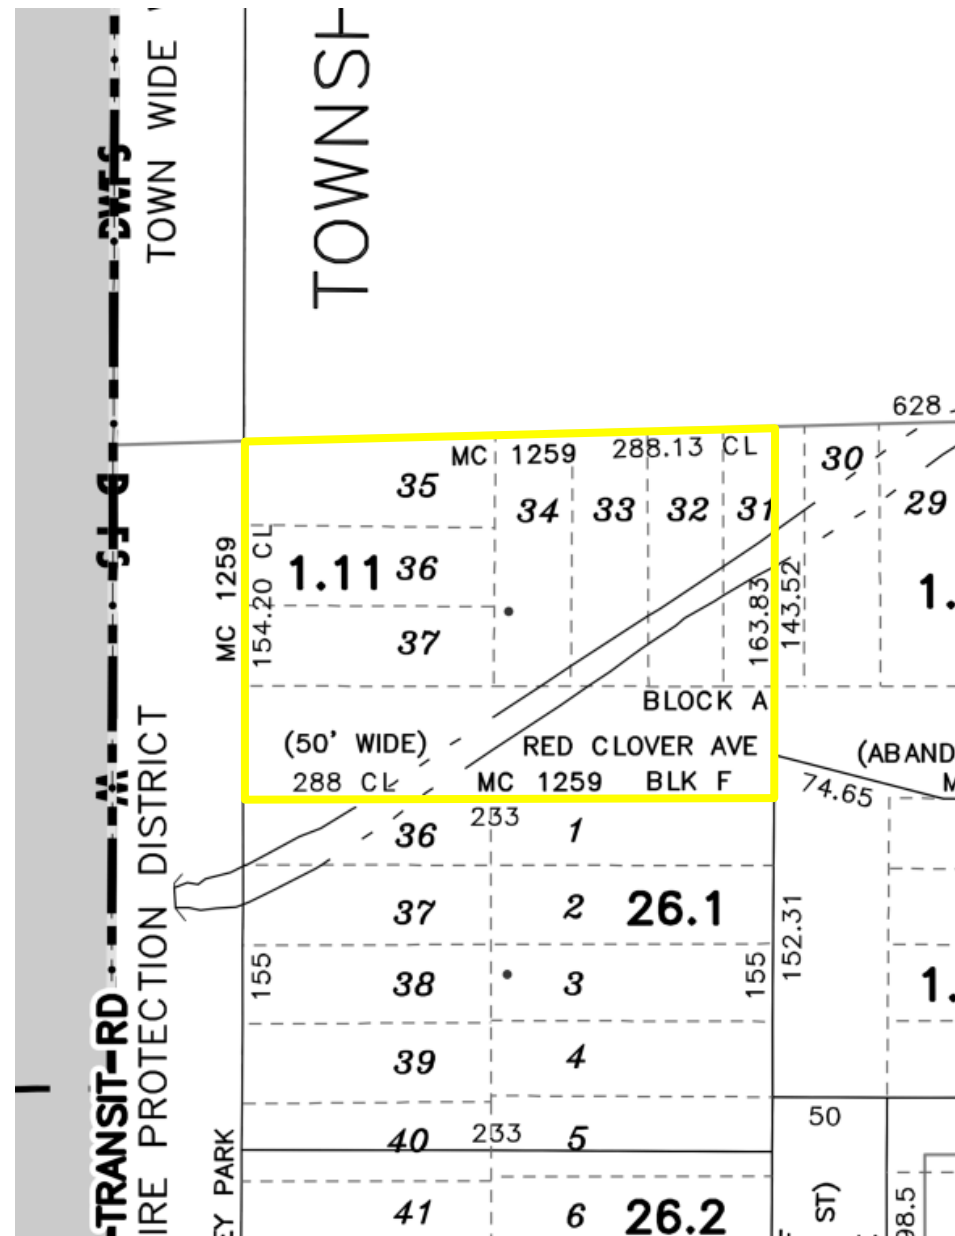 TOWN WIDE
TOWNSH
628
MC 1259
288.13 CL
30
35
34
33
32
31
29
MC 1259
154.20 CL
1.11
36
163.83
143.52
1.
37
BLOCK A
(50' WIDE)
RED CLOVER AVE
(ABAND
288 CL
MC 1259
BLK F
74.65
M
233
36
1
37
2
26.1
152.31
155
38
3
155
1.
39
4
50
40
233
5
TRANSIT-RD
IRE PROTECTION DISTRICT
EY PARK
41
6
26.2
ST)
98.5